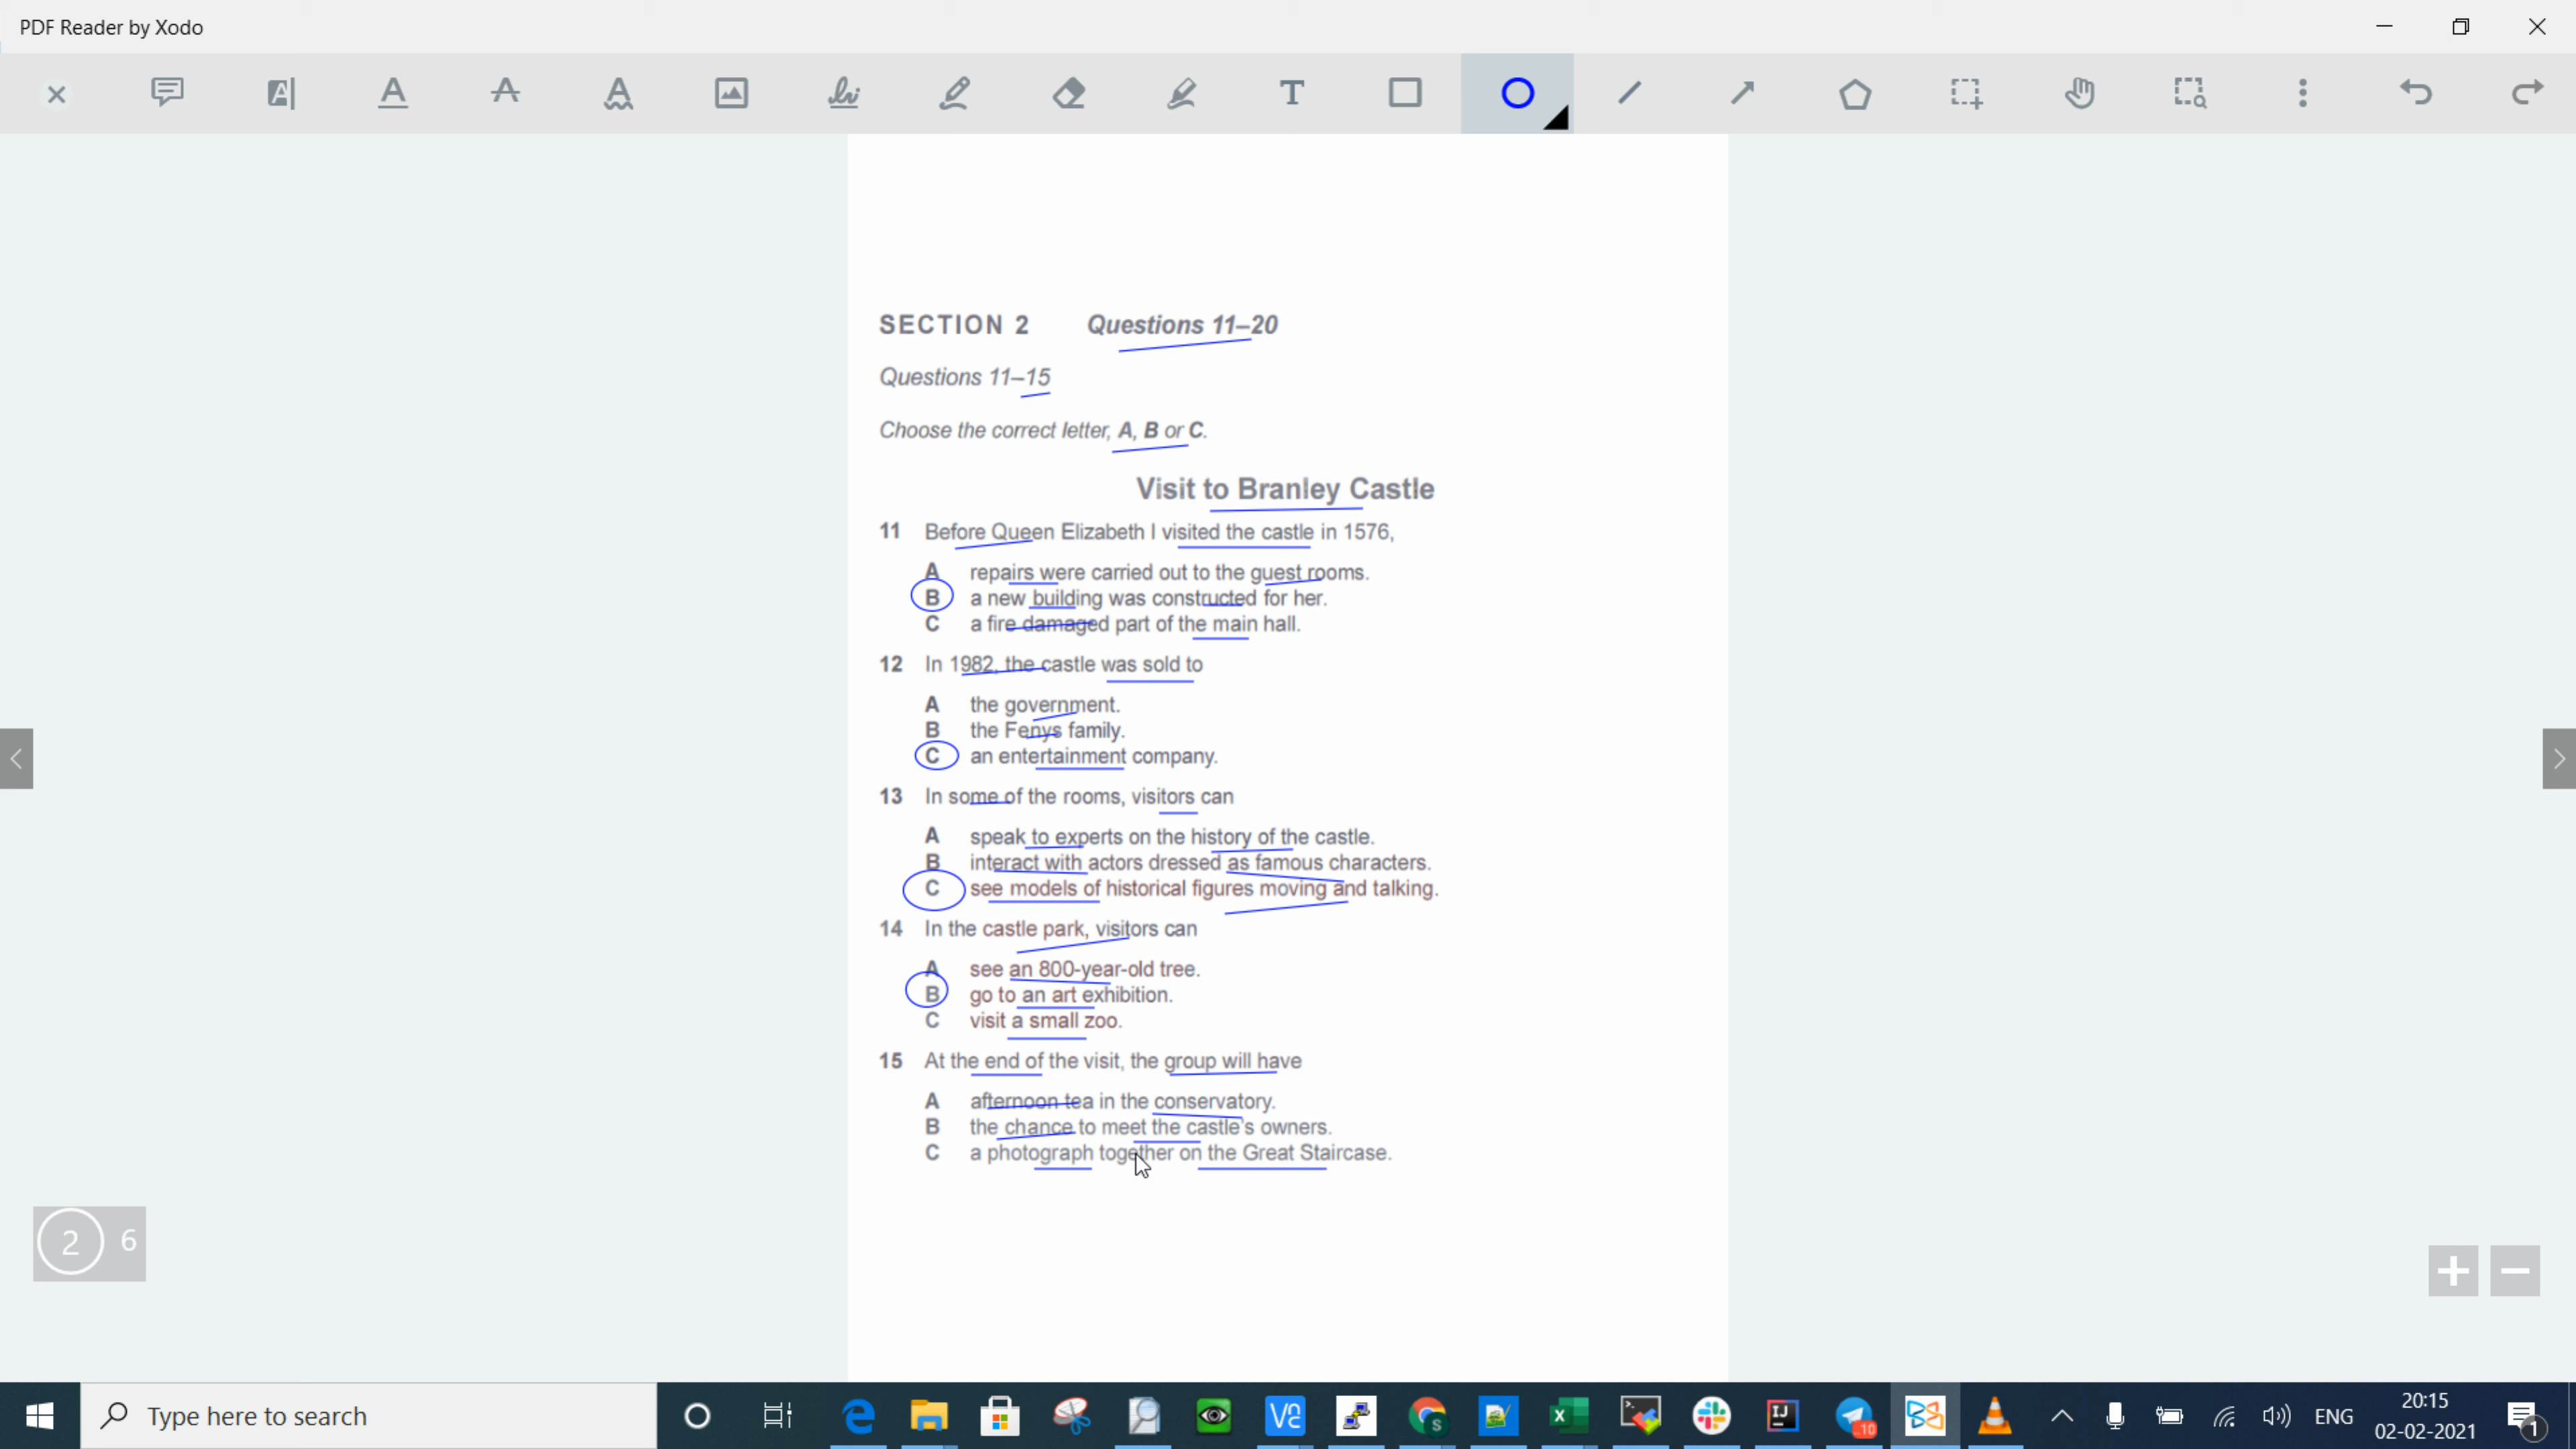 PDF Reader by Xodo
SECTION 2 Questions 11–20
Questions 11–15
Choose the correct letter, A, B or C.
Visit to Branley Castle
11 Before Queen Elizabeth I visited the castle in 1576,
A repairs were carried out to the guest rooms.
B a new building was constructed for her.
C a fire damaged part of the main hall.
12 In 1982, the castle was sold to
A the government.
B the Fenys family.
C an entertainment company.
13 In some of the rooms, visitors can
A speak to experts on the history of the castle.
B interact with actors dressed as famous characters.
C see models of historical figures moving and talking.
14 In the castle park, visitors can
A see an 800-year-old tree.
B go to an art exhibition.
C visit a small zoo.
15 At the end of the visit, the group will have
A afternoon tea in the conservatory.
B the chance to meet the castle's owners.
C a photograph together on the Great Staircase.
2 6
Type here to search
ENG
20:15
02-02-2021
10
1